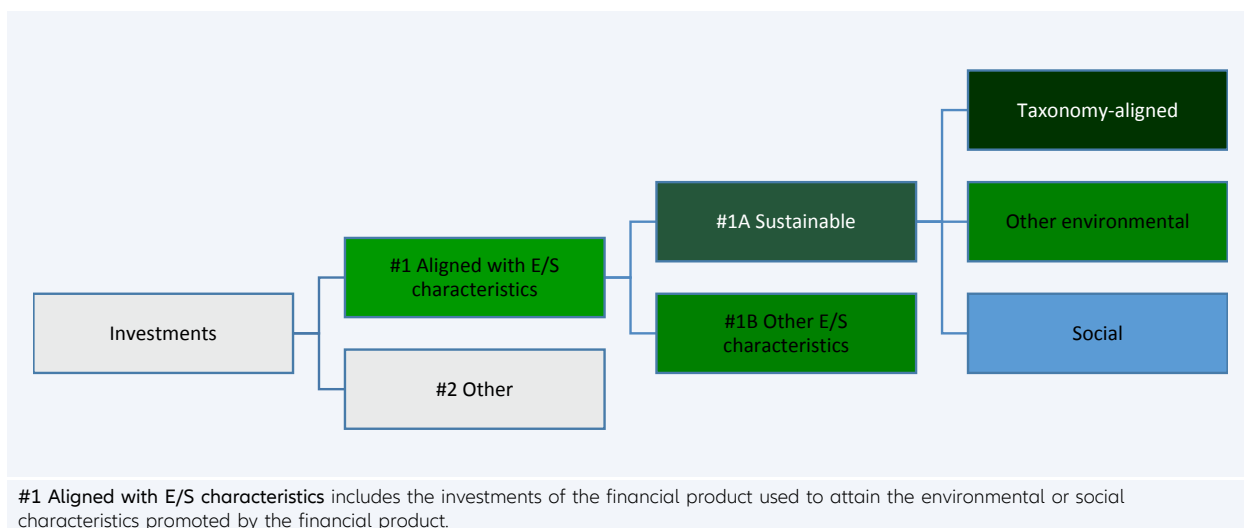 Taxonomy-aligned
#1A Sustainable
Other environmental
#1 Aligned with E/S
characteristics
Investments
#1B Other E/S
characteristics
Social
#2 Other
#1 Aligned with E/S characteristics includes the investments of the financial product used to attain the environmental or social
characteristics promoted by the financial product.